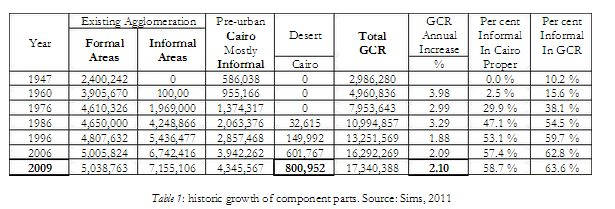 Year Existing Agglomeration Pre-urban Cairo Mostly Informal Desert Total GCR GCR Annual Increase Per cent Informal In Cairo Proper Per cent Informal In GCR
Formal Areas Informal Areas Cairo %
1947 2,400,242 0 586,038 0 2,986,280 0.0 % 10.2 %
1960 3,905,670 100,00 955,166 0 4,960,836 3.98 2.5 % 15.6 %
1976 4,610,326 1,969,000 1,374,317 0 7,953,643 2.99 29.9 % 38.1 %
1986 4,650,000 4,248,866 2,063,376 32,615 10,994,857 3.29 47.1 % 54.5 %
1996 4,807,632 5,436,477 2,857,468 149,992 13,251,569 1.88 53.1 % 59.7 %
2006 5,005,824 6,742,416 3,942,262 601,767 16,292,269 2.09 57.4 % 62.8 %
2009 5,038,763 7,155,106 4,345,567 800,952 17,340,388 2.10 58.7 % 63.6 %
Table 1: historic growth of component parts. Source: Sims, 2011